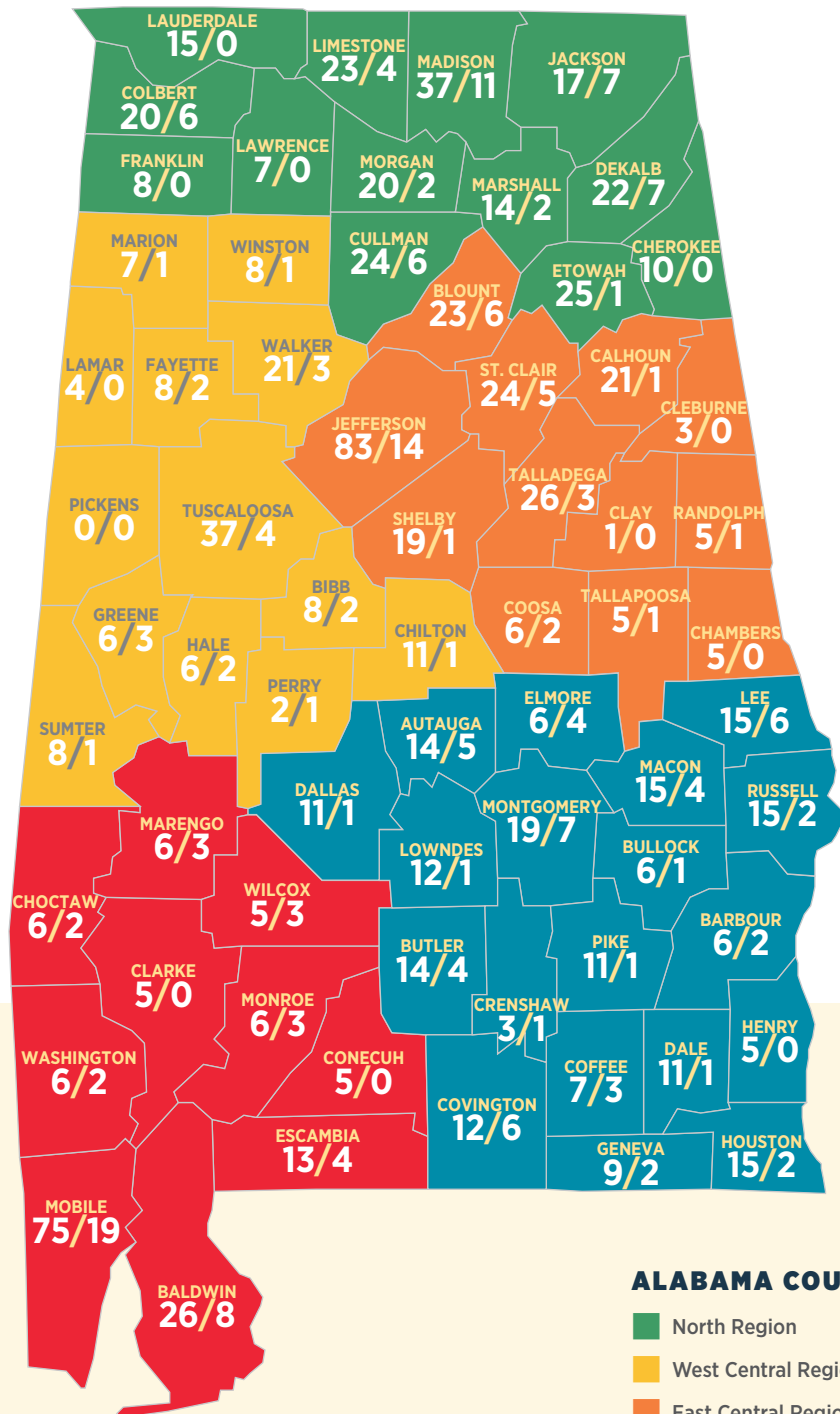 LAUDERDALE
15/0
LIMESTONE
23/4
MADISON
37/11
JACKSON
17/7
COLBERT
20/6
LAWRENCE
7/0
FRANKLIN
8/0
MORGAN
20/2
MARSHALL
14/2
DEKALB
22/7
CULLMAN
24/6
ETOWAH
25/1
CHEROKEE
10/0
MARION
7/1
WINSTON
8/1
BLOUNT
23/6
LAMAR
4/0
FAYETTE
8/2
WALKER
21/3
ST. CLAIR
24/5
CALHOUN
21/1
CLEBURNE
3/0
JEFFERSON
83/14
PICKENS
0/0
TUSCALOOSA
37/4
SHELBY
19/1
TALLADEGA
26/3
CLAY
1/0
RANDOLPH
5/1
GREENE
6/3
HALE
6/2
BIBB
8/2
CHILTON
11/1
COOSA
6/2
TALLAPOOSA
5/1
CHAMBERS
5/0
SUMTER
8/1
PERRY
2/1
AUTAUGA
14/5
ELMORE
6/4
LEE
15/6
DALLAS
11/1
MACON
15/4
RUSSELL
15/2
MARENGO
6/3
LOWNDES
12/1
MONTGOMERY
19/7
BULLOCK
6/1
CHOCTAW
6/2
WILCOX
5/3
BARBOUR
6/2
CLARKE
5/0
MONROE
6/3
BUTLER
14/4
CRENSHAW
3/1
PIKE
11/1
WASHINGTON
6/2
CONECUH
5/0
COFFEE
7/3
DALE
11/1
HENRY
5/0
ESCAMBIA
13/4
COVINGTON
12/6
GENEVA
9/2
HOUSTON
15/2
MOBILE
75/19
BALDWIN
26/8
ALABAMA COU
North Region
West Central Regi